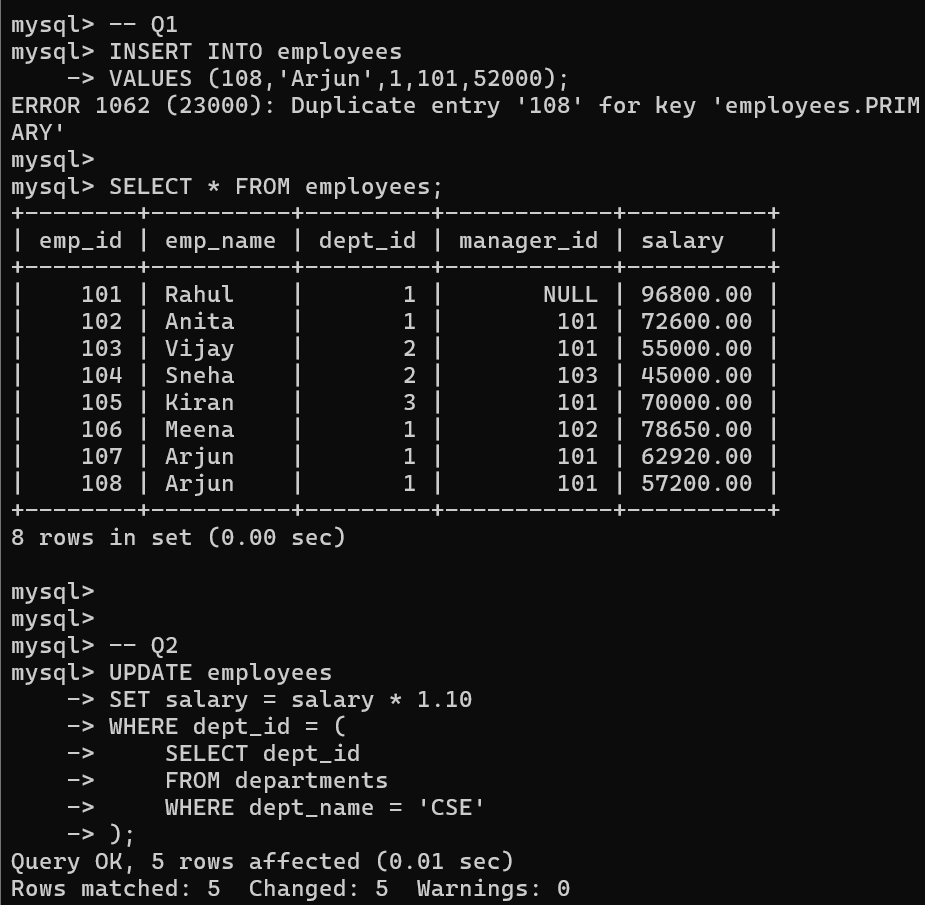 mysql> -- Q1
mysql> INSERT INTO employees
    -> VALUES (108,'Arjun',1,101,52000);
ERROR 1062 (23000): Duplicate entry '108' for key 'employees.PRIM
ARY'
mysql>
mysql> SELECT * FROM employees;
+--------+-----------+---------+------------+----------+
| emp_id | emp_name | dept_id | manager_id | salary   |
+--------+-----------+---------+------------+----------+
|    101 | Rahul    |       1 |       NULL | 96800.00 |
|    102 | Anita    |       1 |        101 | 72600.00 |
|    103 | Vijay    |       2 |        101 | 55000.00 |
|    104 | Sneha    |       2 |        103 | 45000.00 |
|    105 | Kiran    |       3 |        101 | 70000.00 |
|    106 | Meena    |       1 |        102 | 78650.00 |
|    107 | Arjun    |       1 |        101 | 62920.00 |
|    108 | Arjun    |       1 |        101 | 57200.00 |
+--------+-----------+---------+------------+----------+
8 rows in set (0.00 sec)

mysql>
mysql>
mysql> -- Q2
mysql> UPDATE employees
    -> SET salary = salary * 1.10
    -> WHERE dept_id = (
    ->     SELECT dept_id
    ->     FROM departments
    ->     WHERE dept_name = 'CSE'
    -> );
Query OK, 5 rows affected (0.01 sec)
Rows matched: 5  Changed: 5  Warnings: 0